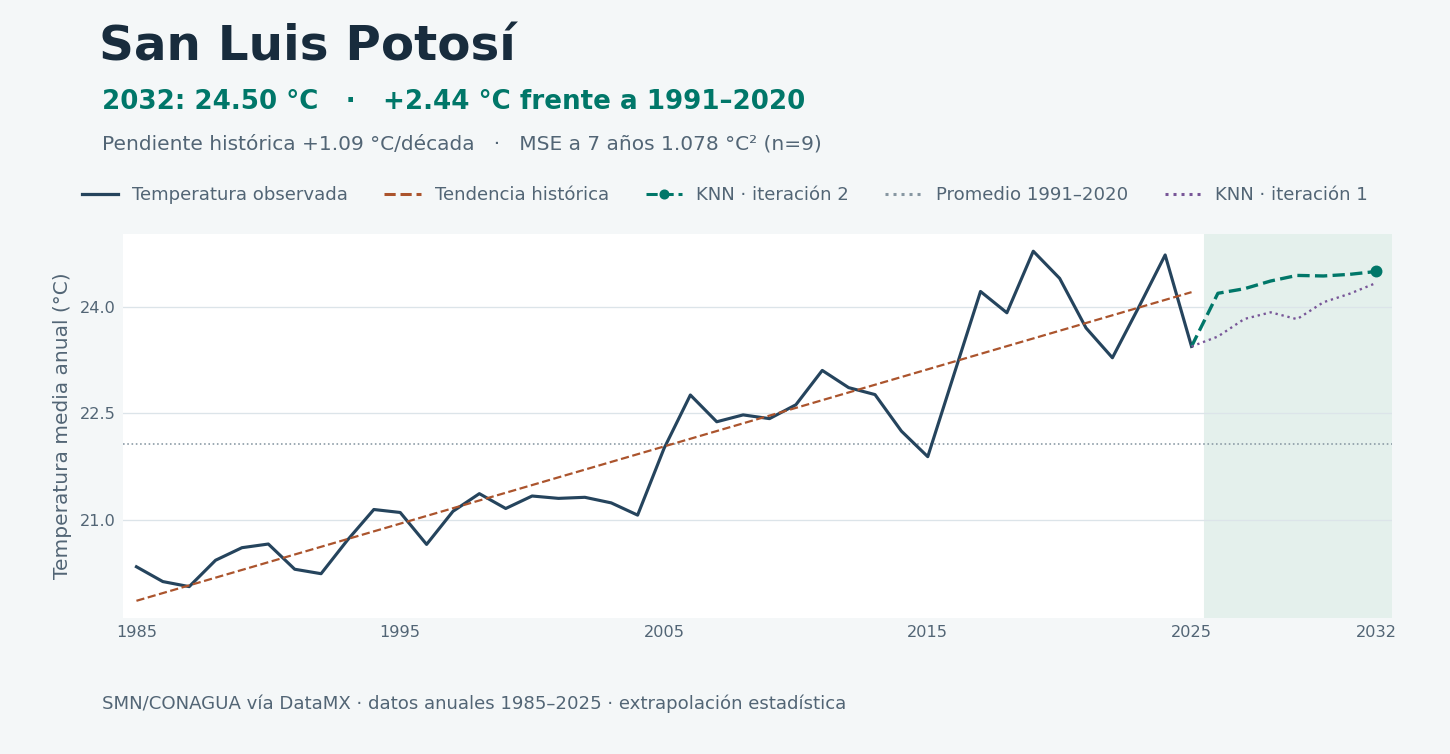 San Luis Potosí
2032: 24.50 °C · +2.44 °C frente a 1991–2020
Pendiente histórica +1.09 °C/década · MSE a 7 años 1.078 °C² (n=9)
Temperatura observada Tendencia histórica KNN · iteración 2 Promedio 1991–2020 KNN · iteración 1
Temperatura media anual (°C)
24.0
22.5
21.0
1985 1995 2005 2015 2025 2032
SMN/CONAGUA vía DataMX · datos anuales 1985–2025 · extrapolación estadística